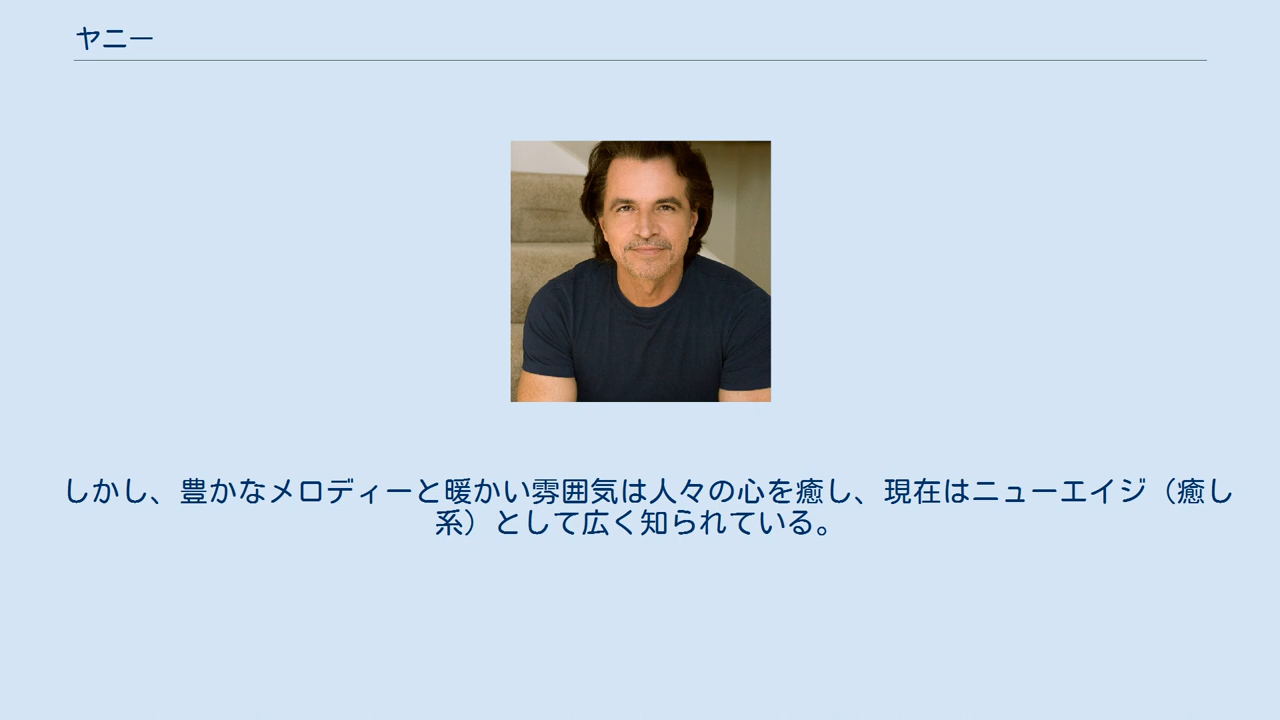 ヤニー
しかし、豊かなメロディーと暖かい雰囲気は人々の心を癒し、現在はニューエイジ（癒し
系）として広く知られている。